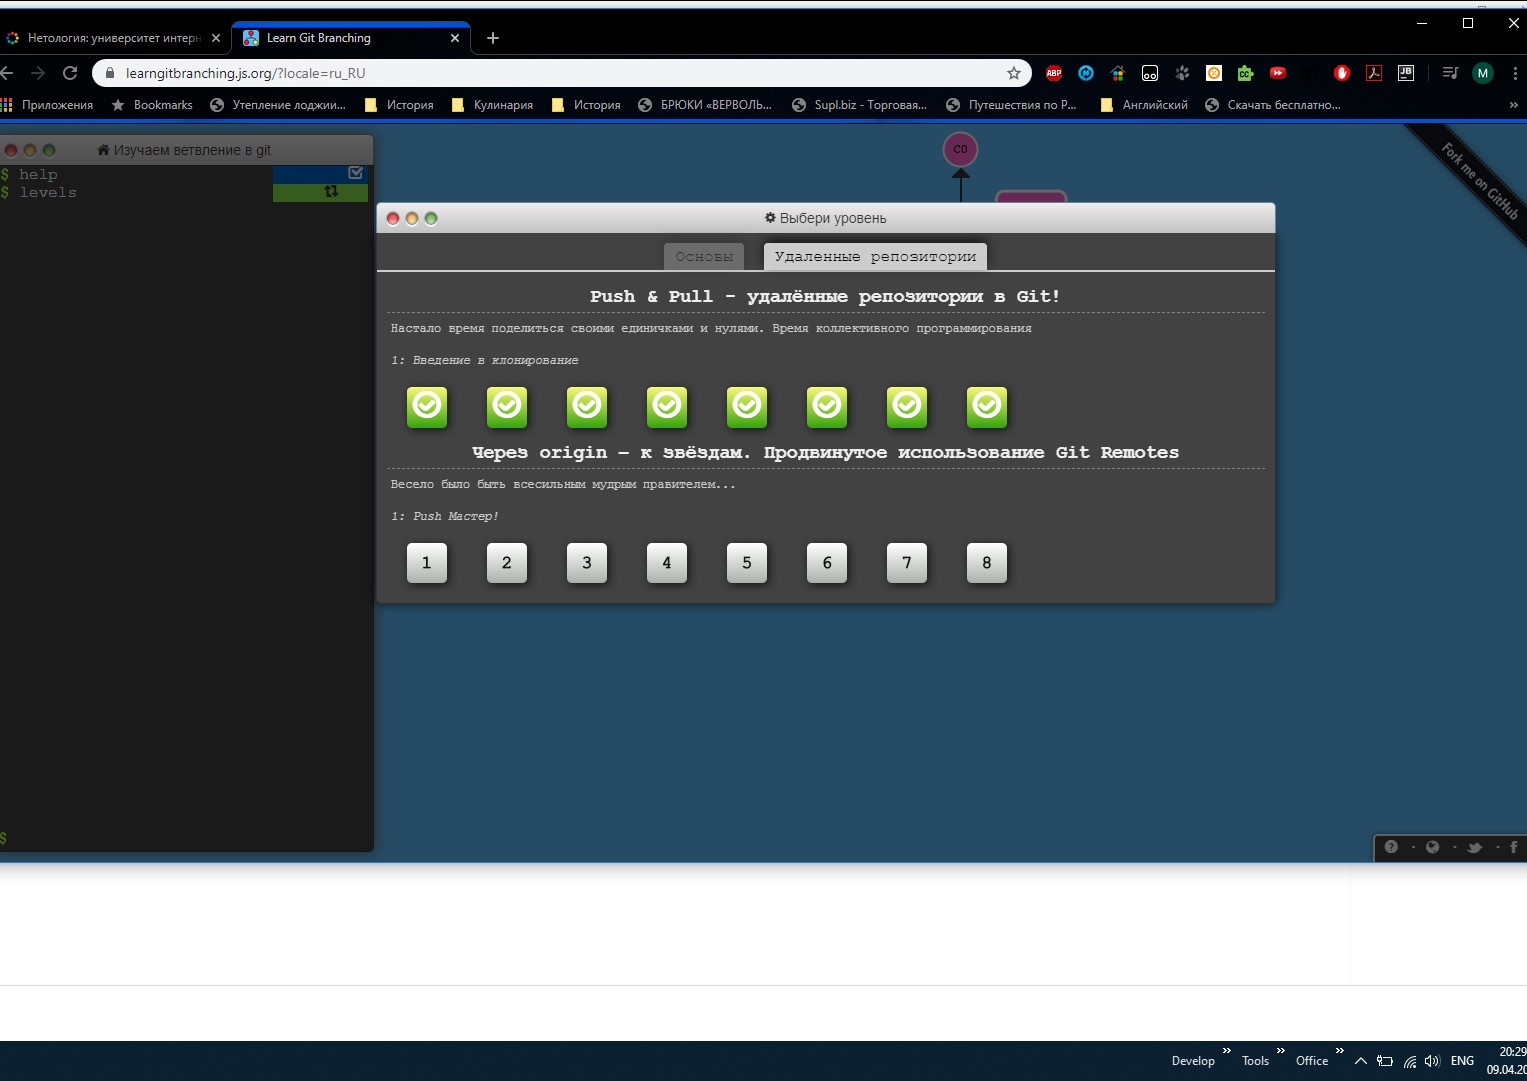 Нетология: университет интерн
Learn Git Branching
learngitbranching.js.org/?locale=ru_RU
ABP
CC
JB
M
Приложения
Bookmarks
Утепление лоджии...
История
Кулинария
История
БРЮКИ «ВЕРВОЛЬ...
Supl.biz - Торговая...
Путешествия по Р...
Английский
Скачать бесплатно...
»
Изучаем ветвление в git
$ help
$ levels
C0
Fork me on GitHub
Выбери уровень
Основы
Удаленные репозитории
Push & Pull - удалённые репозитории в Git!
Настало время поделиться своими единичками и нулями. Время коллективного программирования
1: Введение в клонирование
Через origin – к звёздам. Продвинутое использование Git Remotes
Весело было быть всесильным мудрым правителем...
1: Push Мастер!
1 2 3 4 5 6 7 8
$
Develop »
Tools »
Office »
ENG
20:29
09.04.20